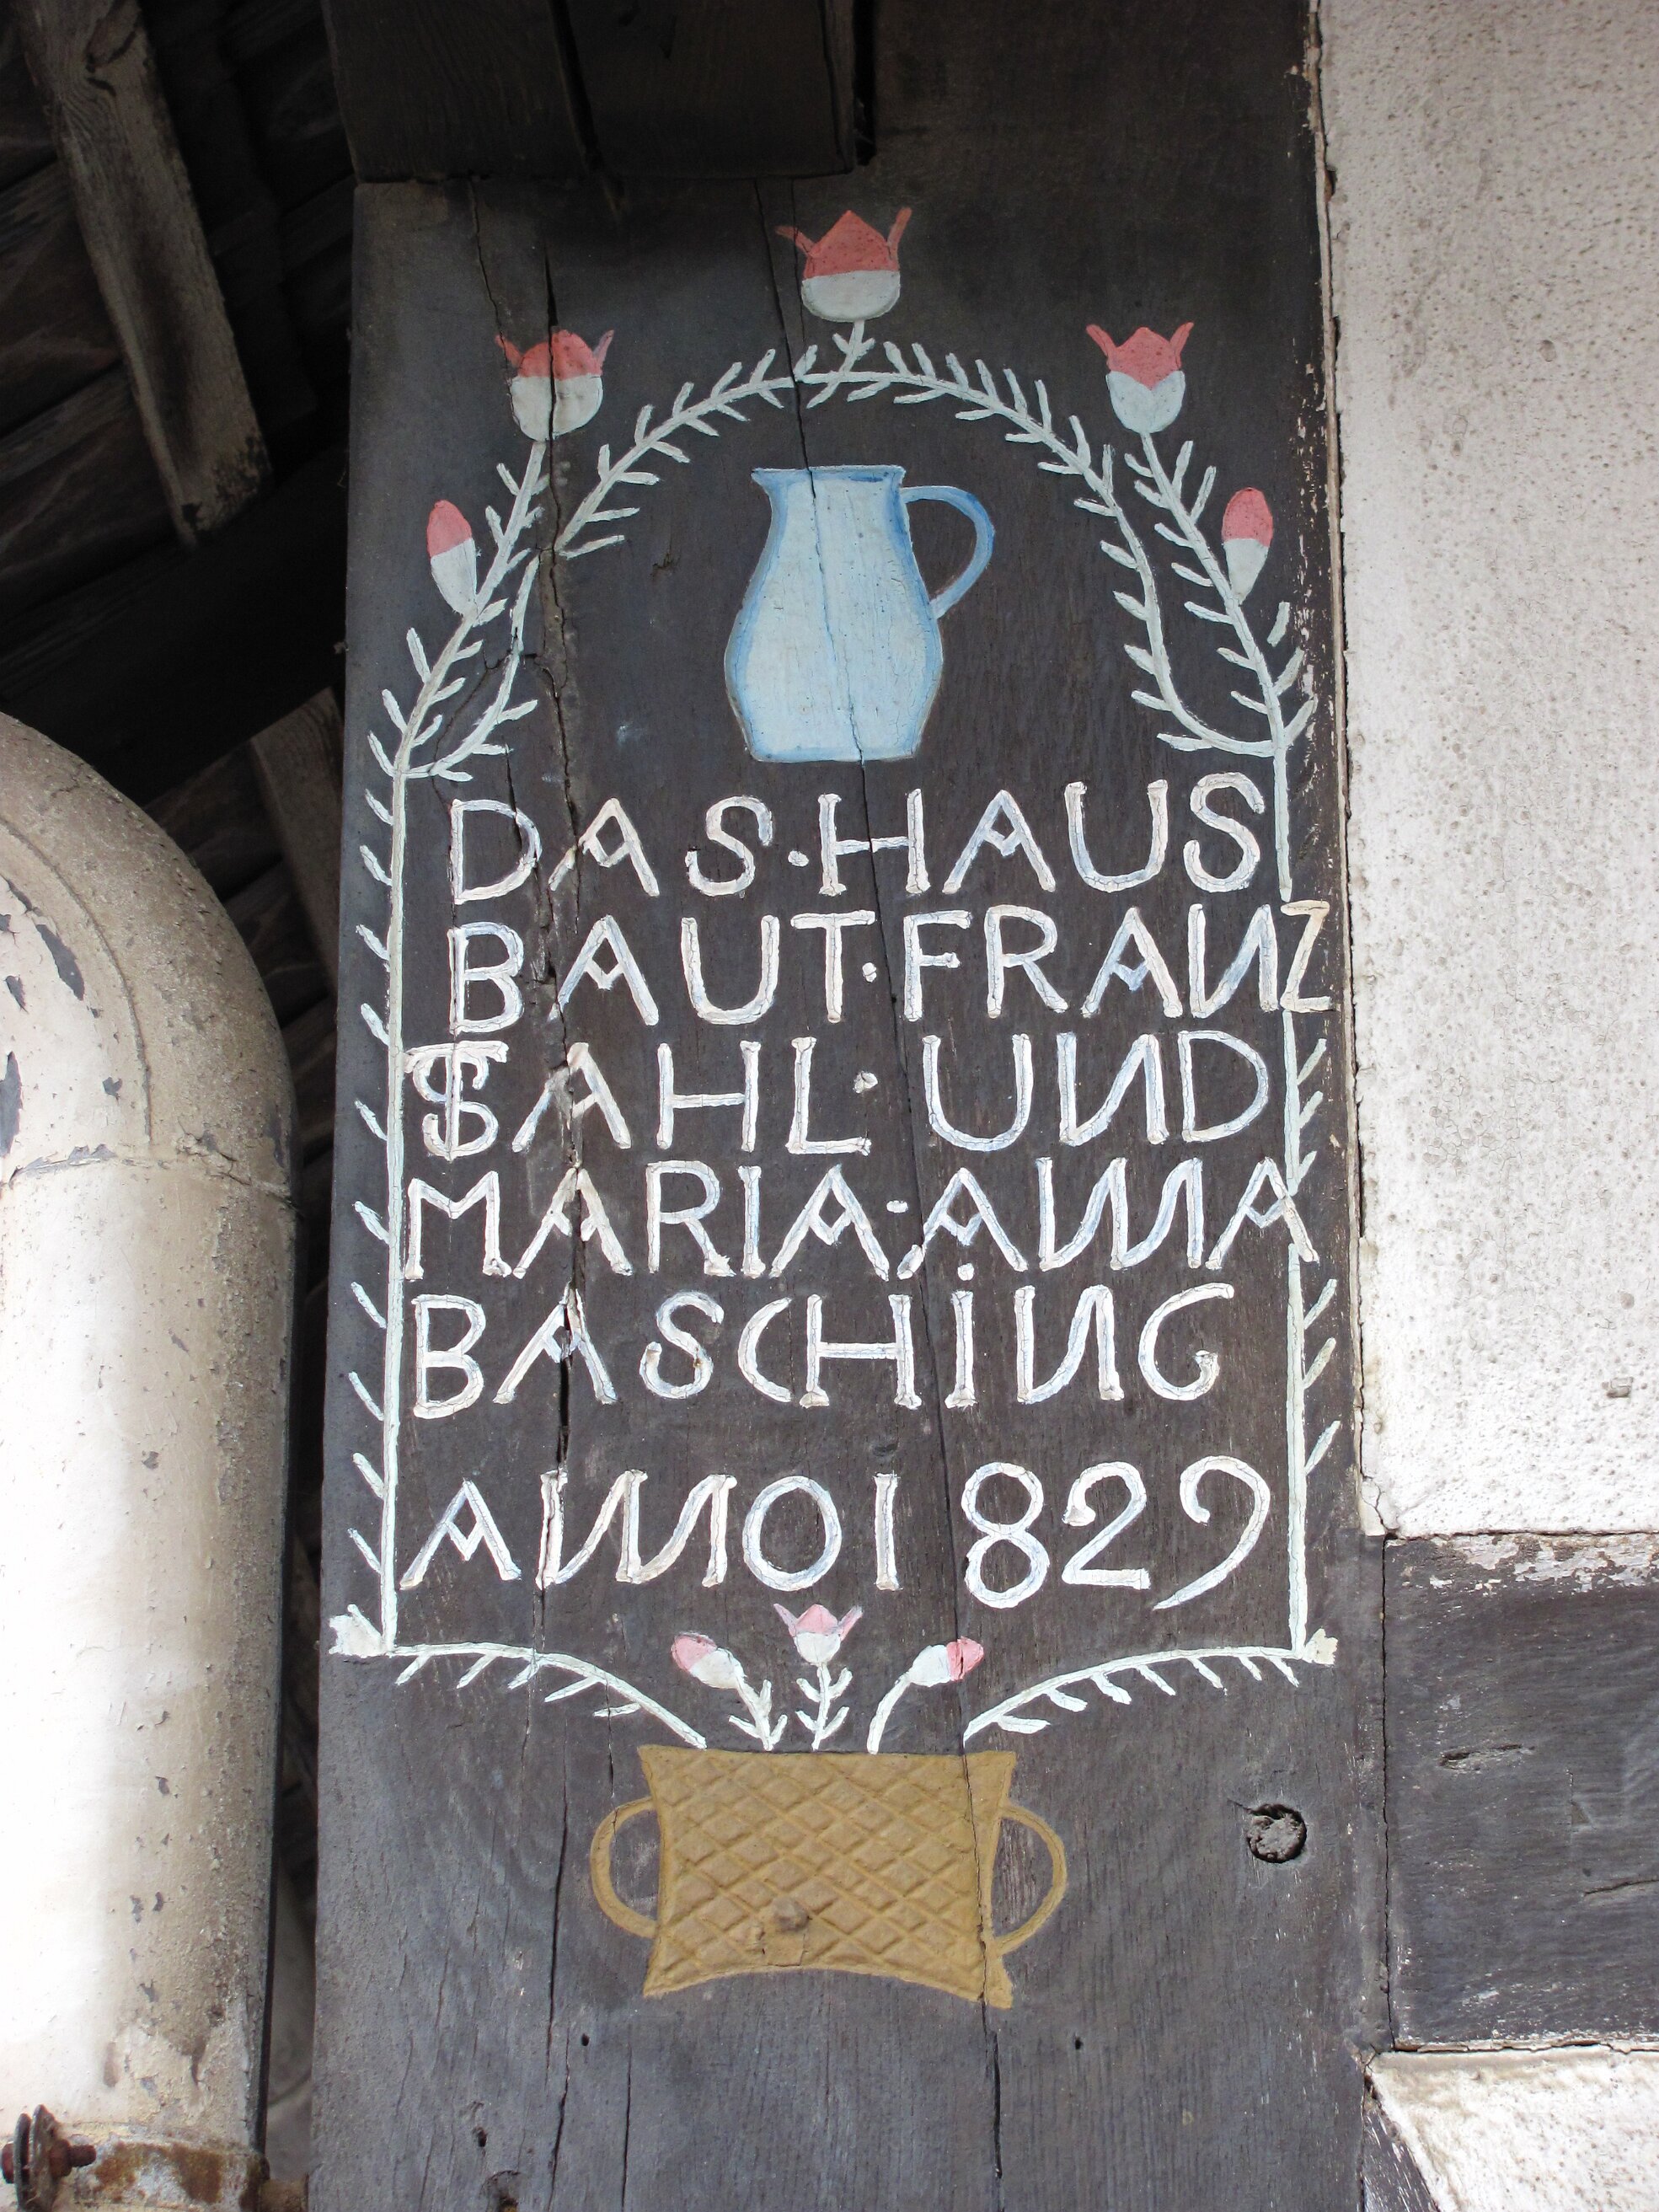 DAS·HAUS
BAUT·FRANZ
SAHL· UND
MARIA·ANNA
BASCHiNG
ANNO 1829